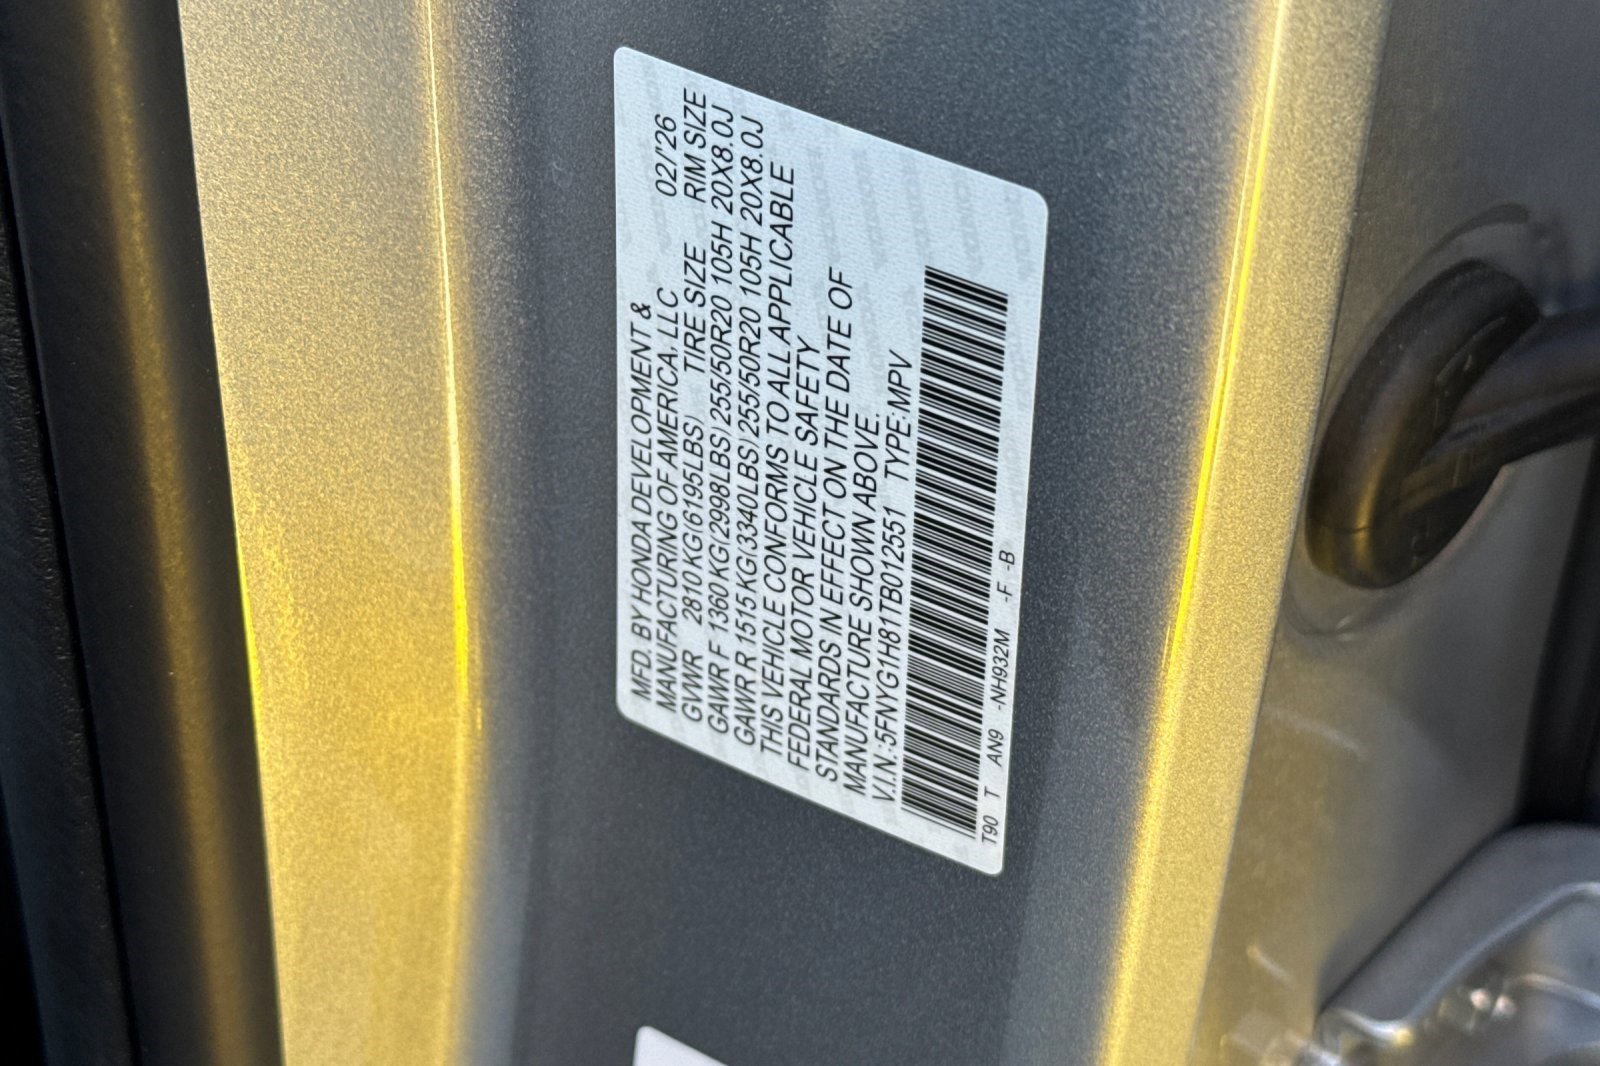 MFD. BY HONDA DEVELOPMENT &
MANUFACTURING OF AMERICA, LLC 02/'26
GVWR 2810 KG(6195LBS) TIRE SIZE RIM SIZE
GAWR F 1360 KG(2998LBS) 255/50R20 105H 20X8.0J
GAWR R 1515 KG(3340LBS) 255/50R20 105H 20X8.0J
THIS VEHICLE CONFORMS TO ALL APPLICABLE
FEDERAL MOTOR VEHICLE SAFETY
STANDARDS IN EFFECT ON THE DATE OF
MANUFACTURE SHOWN ABOVE.
V.I.N.:5FNYG1H81TB012551 TYPE:MPV
T90 T AN9 -NH932M -F -B